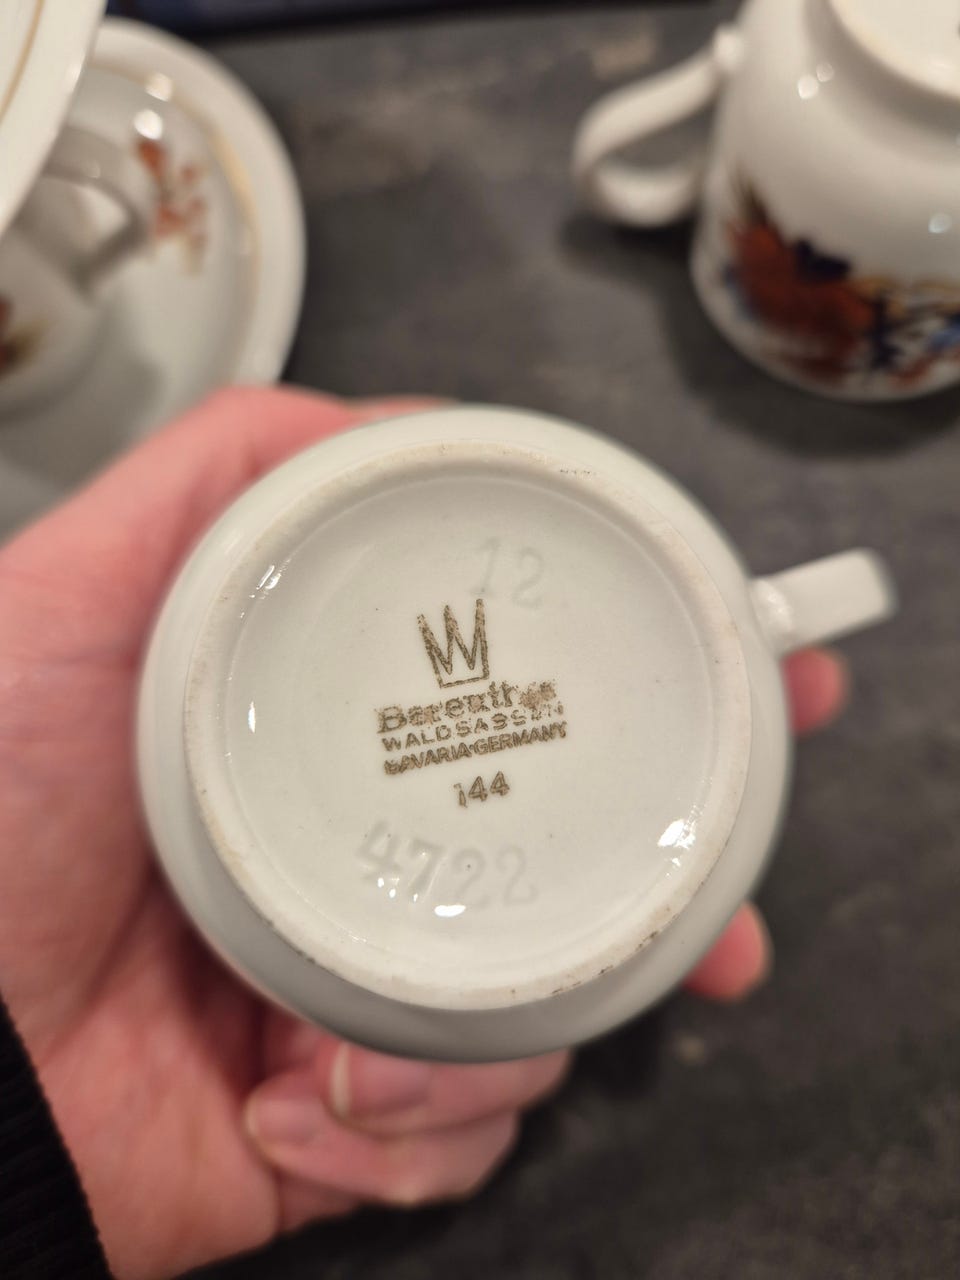 12
W
Bareuther
WALDSASSEN
BAVARIA·GERMANY
144
4722